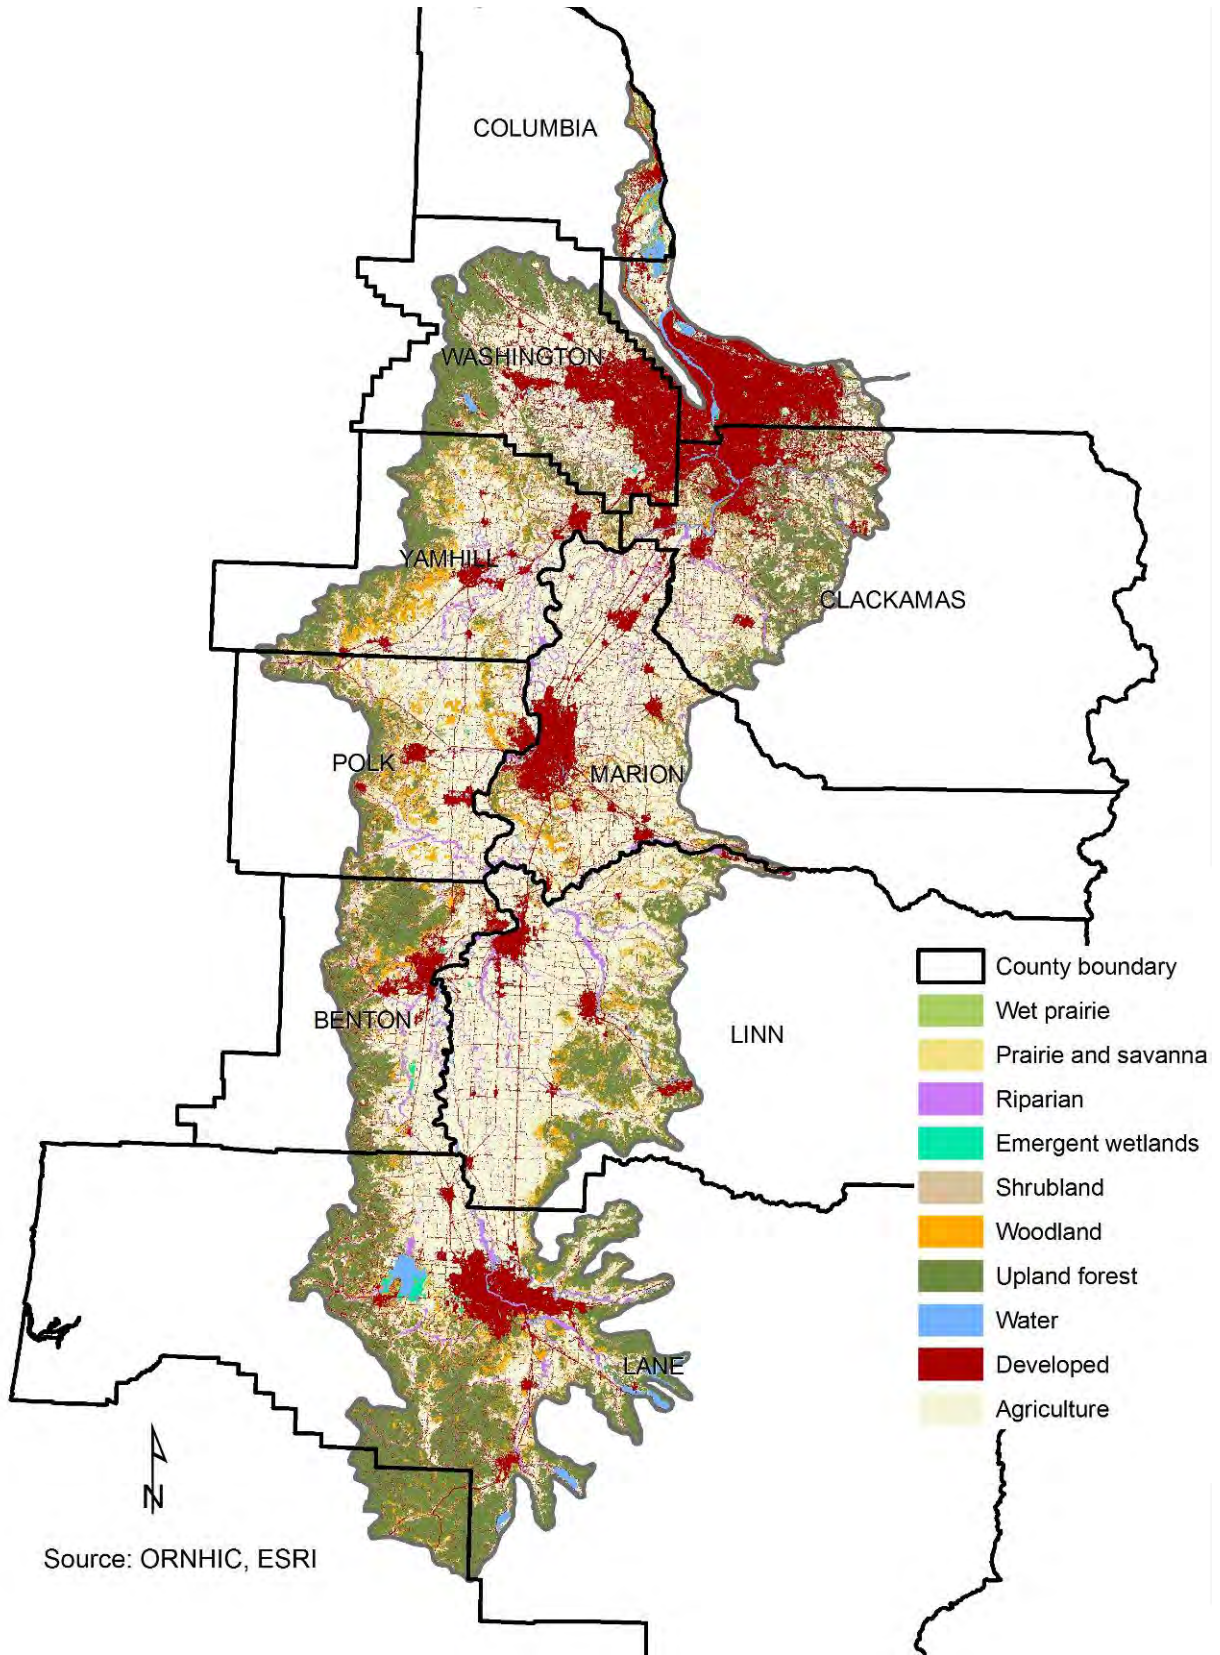 COLUMBIA
WASHINGTON
YAMHILL
CLACKAMAS
POLK
MARION
BENTON
LINN
LANE
County boundary
Wet prairie
Prairie and savanna
Riparian
Emergent wetlands
Shrubland
Woodland
Upland forest
Water
Developed
Agriculture
N
Source: ORNHIC, ESRI